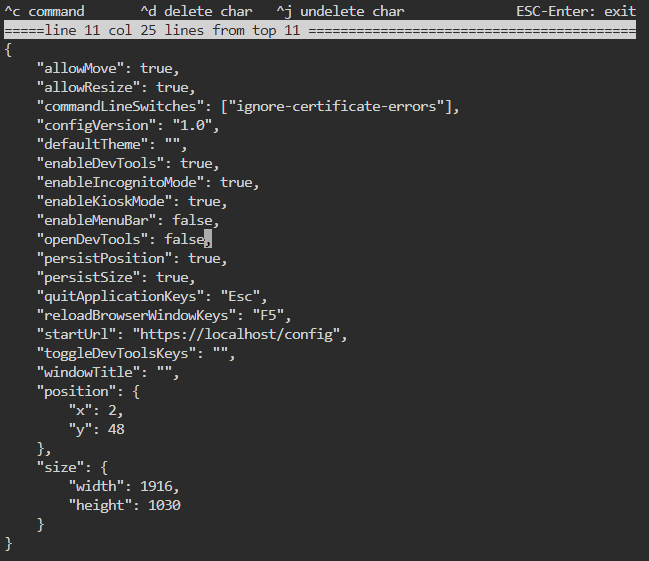 ^c command       ^d delete char   ^j undelete char              ESC-Enter: exit
=====line 11 col 25 lines from top 11 =========================================
{
    "allowMove": true,
    "allowResize": true,
    "commandLineSwitches": ["ignore-certificate-errors"],
    "configVersion": "1.0",
    "defaultTheme": "",
    "enableDevTools": true,
    "enableIncognitoMode": true,
    "enableKioskMode": true,
    "enableMenuBar": false,
    "openDevTools": false,
    "persistPosition": true,
    "persistSize": true,
    "quitApplicationKeys": "Esc",
    "reloadBrowserWindowKeys": "F5",
    "startUrl": "https://localhost/config",
    "toggleDevToolsKeys": "",
    "windowTitle": "",
    "position": {
        "x": 2,
        "y": 48
    },
    "size": {
        "width": 1916,
        "height": 1030
    }
}